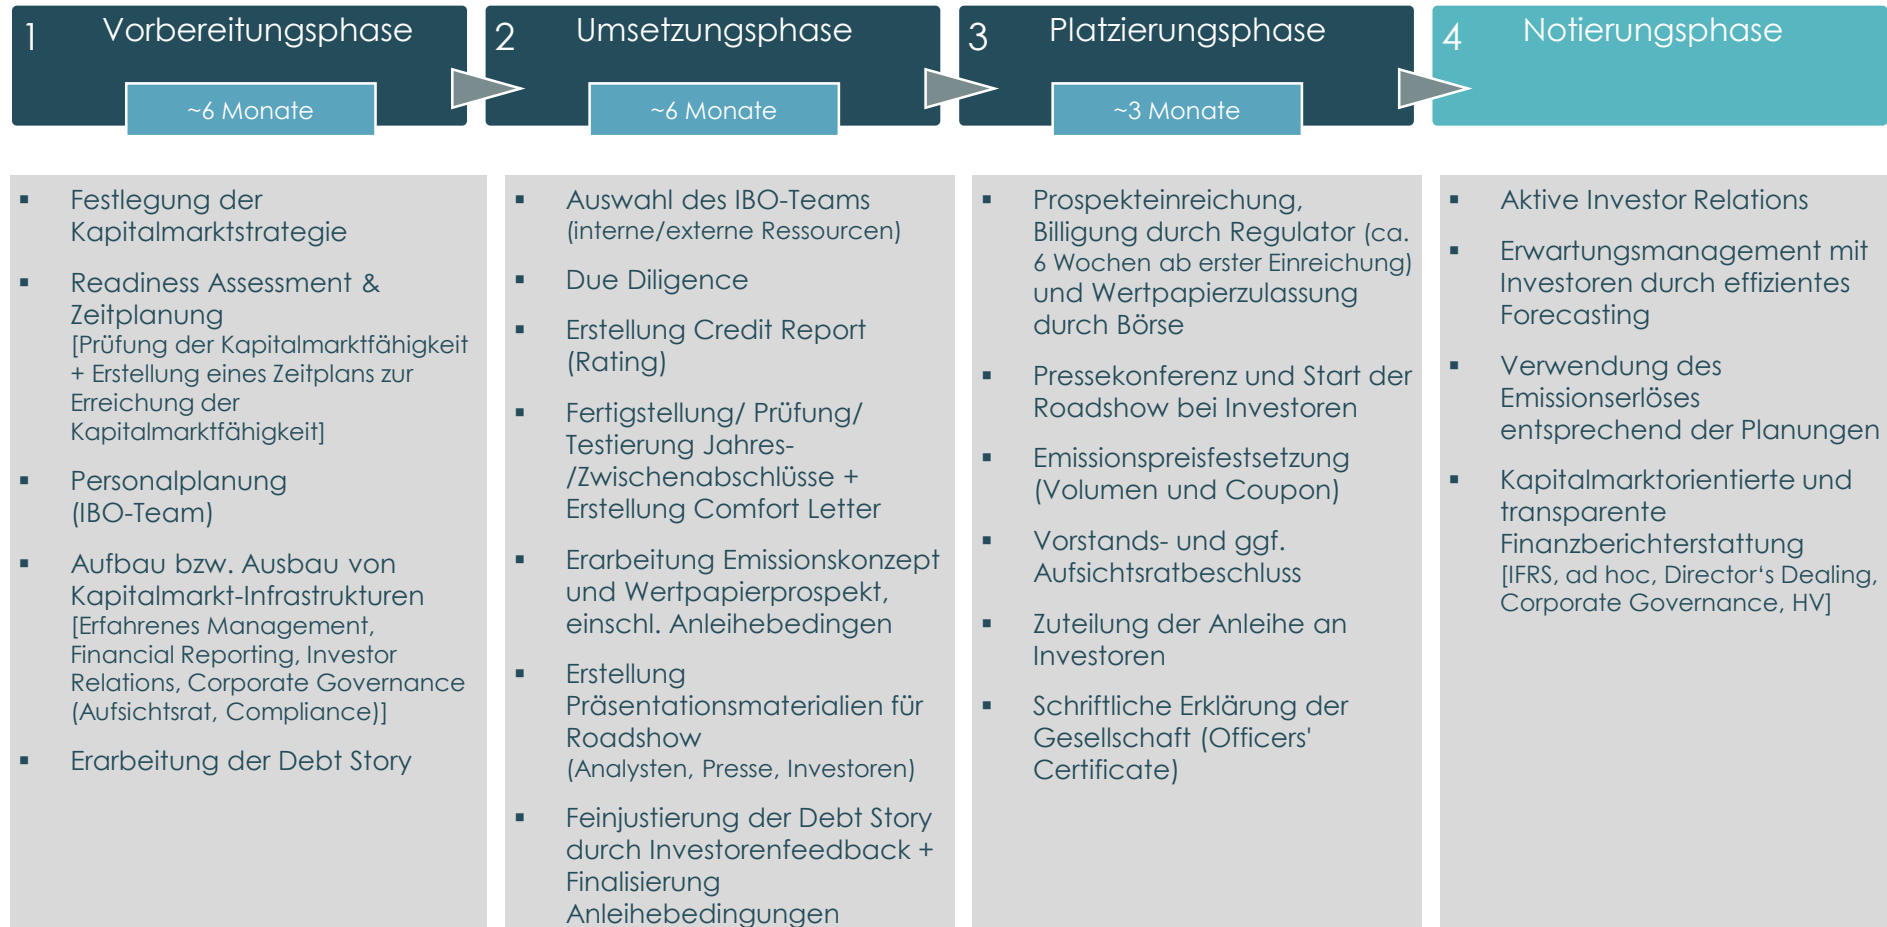 1
Vorbereitungsphase
~6 Monate
2
Umsetzungsphase
~6 Monate
3
Platzierungsphase
~3 Monate
4
Notierungsphase
▪ Festlegung der
Kapitalmarktstrategie
▪ Readiness Assessment &
Zeitplanung
[Prüfung der Kapitalmarktfähigkeit
+ Erstellung eines Zeitplans zur
Erreichung der
Kapitalmarktfähigkeit]
▪ Personalplanung
(IBO-Team)
▪ Aufbau bzw. Ausbau von
Kapitalmarkt-Infrastrukturen
[Erfahrenes Management,
Financial Reporting, Investor
Relations, Corporate Governance
(Aufsichtsrat, Compliance)]
▪ Erarbeitung der Debt Story
▪ Auswahl des IBO-Teams
(interne/externe Ressourcen)
▪ Due Diligence
▪ Erstellung Credit Report
(Rating)
▪ Fertigstellung/ Prüfung/
Testierung Jahres-
/Zwischenabschlüsse +
Erstellung Comfort Letter
▪ Erarbeitung Emissionskonzept
und Wertpapierprospekt,
einschl. Anleihebedingen
▪ Erstellung
Präsentationsmaterialien für
Roadshow
(Analysten, Presse, Investoren)
▪ Feinjustierung der Debt Story
durch Investorenfeedback +
Finalisierung
Anleihebedingungen
▪ Prospekteinreichung,
Billigung durch Regulator (ca.
6 Wochen ab erster Einreichung)
und Wertpapierzulassung
durch Börse
▪ Pressekonferenz und Start der
Roadshow bei Investoren
▪ Emissionspreisfestsetzung
(Volumen und Coupon)
▪ Vorstands- und ggf.
Aufsichtsratbeschluss
▪ Zuteilung der Anleihe an
Investoren
▪ Schriftliche Erklärung der
Gesellschaft (Officers'
Certificate)
▪ Aktive Investor Relations
▪ Erwartungsmanagement mit
Investoren durch effizientes
Forecasting
▪ Verwendung des
Emissionserlöses
entsprechend der Planungen
▪ Kapitalmarktorientierte und
transparente
Finanzberichterstattung
[IFRS, ad hoc, Director‘s Dealing,
Corporate Governance, HV]